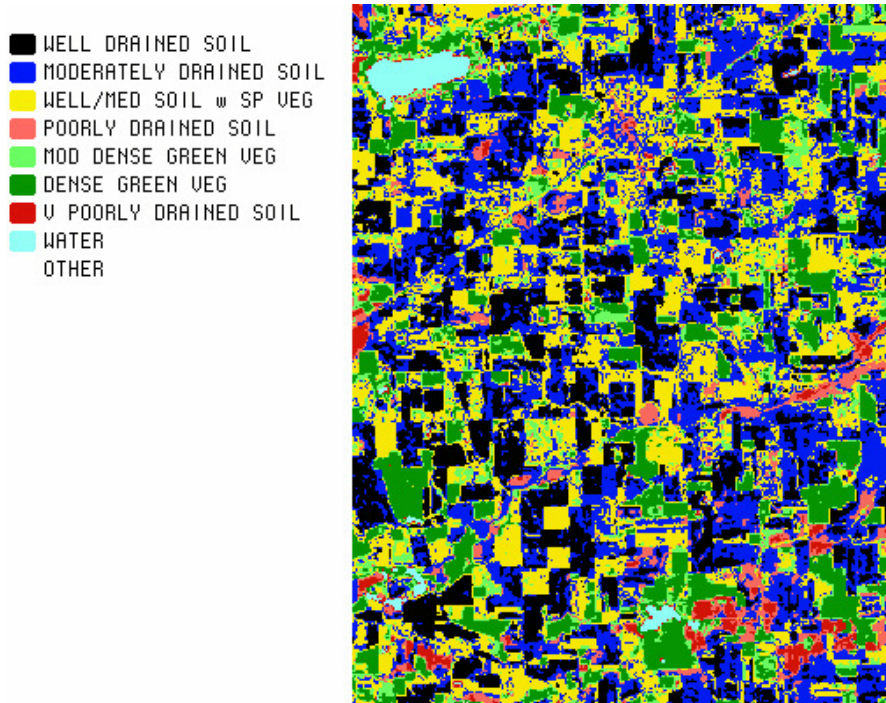 WELL DRAINED SOIL
MODERATELY DRAINED SOIL
WELL/MED SOIL w SP VEG
POORLY DRAINED SOIL
MOD DENSE GREEN VEG
DENSE GREEN VEG
V POORLY DRAINED SOIL
WATER
OTHER